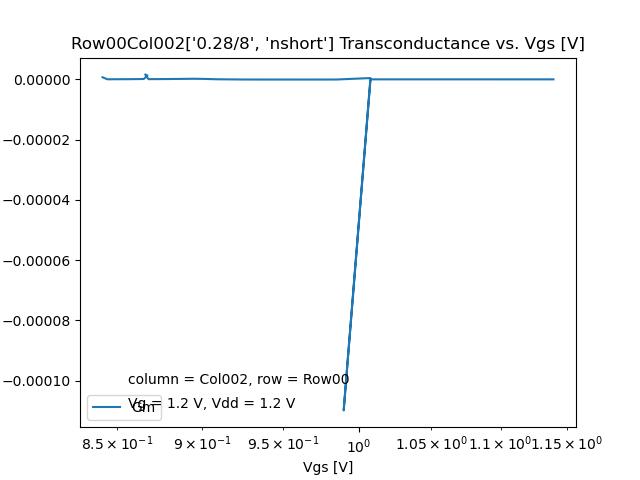 Row00Col002['0.28/8', 'nshort'] Transconductance vs. Vgs [V]
0.00000
−0.00002
−0.00004
−0.00006
−0.00008
−0.00010
column = Col002, row = Row00
Vg = 1.2 V, Vdd = 1.2 V
Gm
8.5 × 10⁻¹ 9 × 10⁻¹ 9.5 × 10⁻¹ 10⁰ 1.05 × 10⁰ 1.1 × 10⁰ 1.15 × 10⁰
Vgs [V]